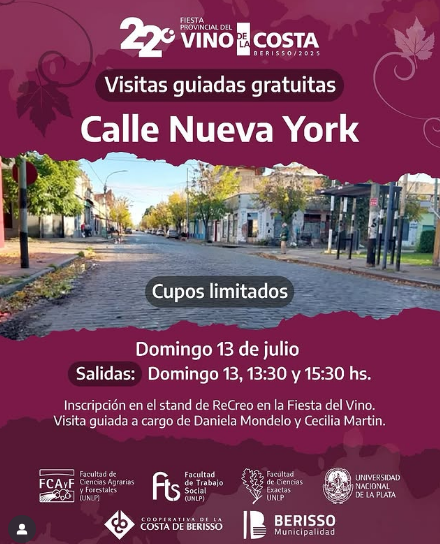 22º
FIESTA
PROVINCIAL DEL
VINO DE LA COSTA
BERISSO/2025
Visitas guiadas gratuitas
Calle Nueva York
Cupos limitados
Domingo 13 de julio
Salidas: Domingo 13, 13:30 y 15:30 hs.
Inscripción en el stand de ReCreo en la Fiesta del Vino.
Visita guiada a cargo de Daniela Mondelo y Cecilia Martin.
FCAyF
Facultad de
Ciencias Agrarias
y Forestales
(UNLP)
fts
Facultad
de Trabajo
Social
(UNLP)
Facultad
de Ciencias
Exactas
UNLP
UNIVERSIDAD
NACIONAL
DE LA PLATA
COOPERATIVA DE LA
COSTA DE BERISSO
BERISSO
Municipalidad